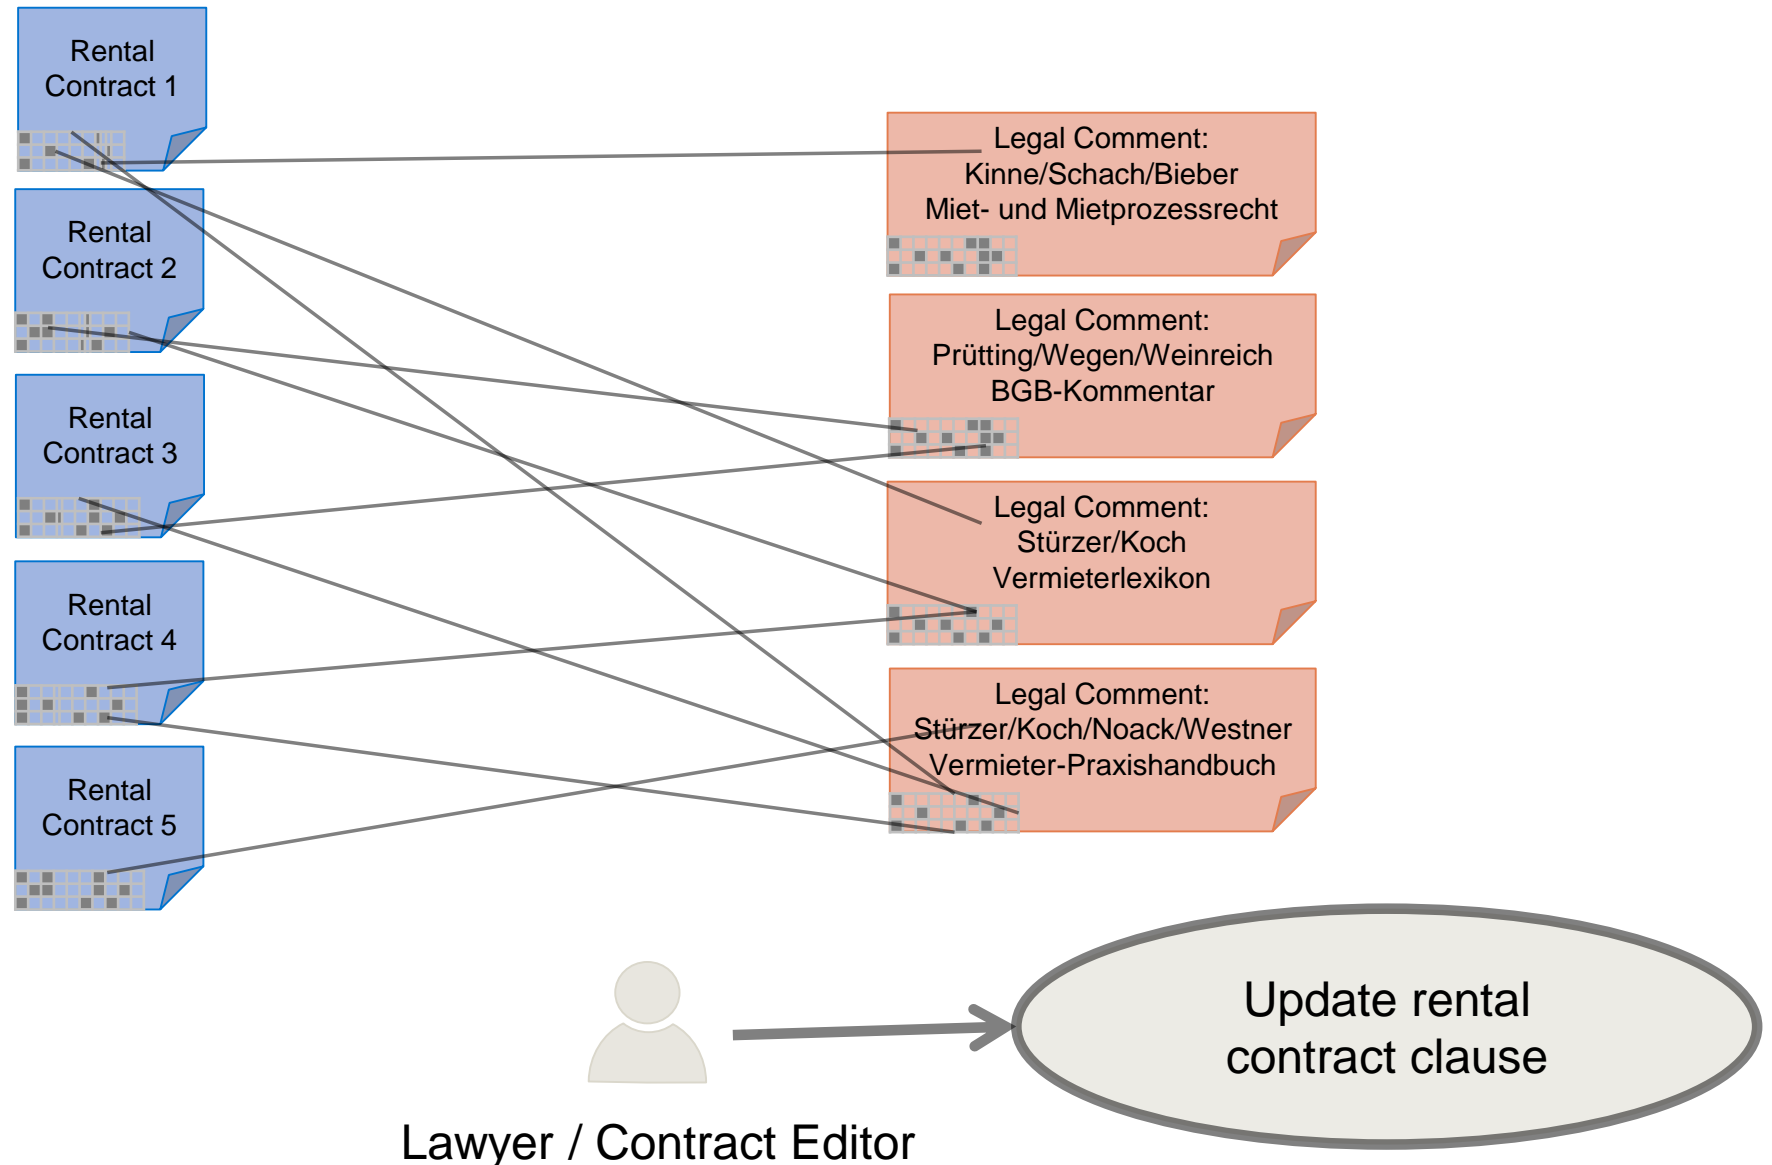 Rental
Contract 1
Rental
Contract 2
Rental
Contract 3
Rental
Contract 4
Rental
Contract 5
Legal Comment:
Kinne/Schach/Bieber
Miet- und Mietprozessrecht
Legal Comment:
Prütting/Wegen/Weinreich
BGB-Kommentar
Legal Comment:
Stürzer/Koch
Vermieterlexikon
Legal Comment:
Stürzer/Koch/Noack/Westner
Vermieter-Praxishandbuch
Update rental
contract clause
Lawyer / Contract Editor